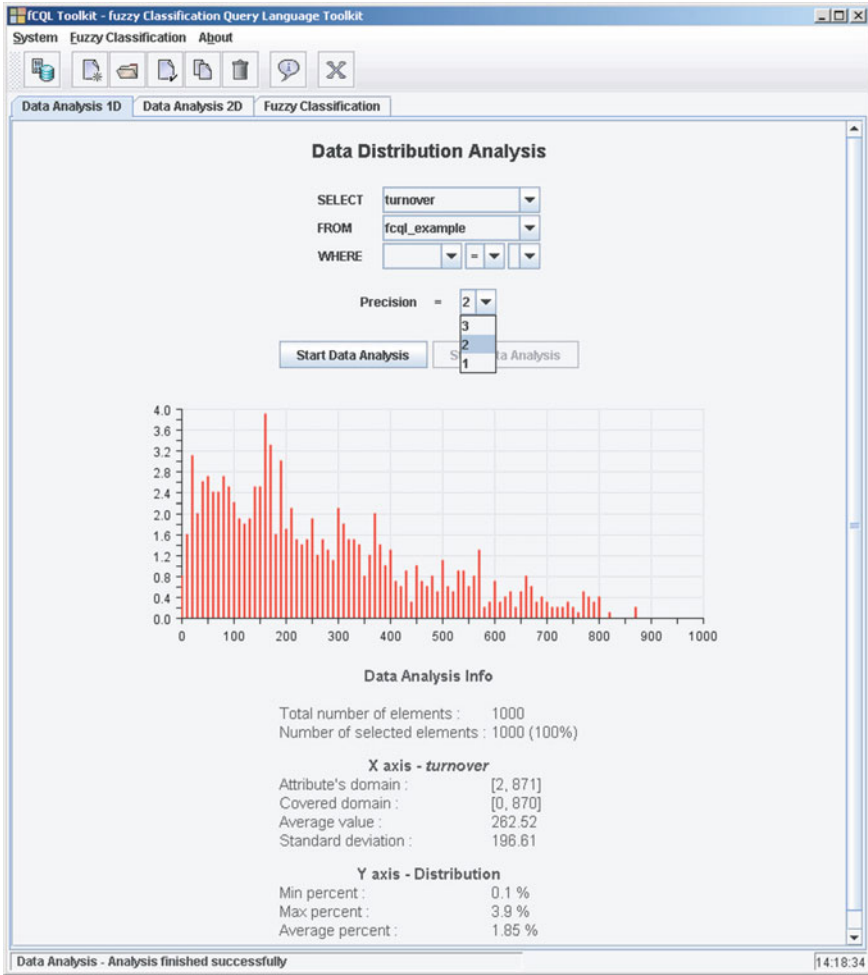 fCQL Toolkit - fuzzy Classification Query Language Toolkit
System Fuzzy Classification About
Data Analysis 1D Data Analysis 2D Fuzzy Classification
Data Distribution Analysis
SELECT turnover
FROM fcql_example
WHERE =
Precision = 2
3
2
1
Start Data Analysis S ta Analysis
4.0
3.6
3.2
2.8
2.4
2.0
1.6
1.2
0.8
0.4
0.0
0 100 200 300 400 500 600 700 800 900 1000
Data Analysis Info
Total number of elements : 1000
Number of selected elements : 1000 (100%)
X axis - turnover
Attribute's domain : [2, 871]
Covered domain : [0, 870]
Average value : 262.52
Standard deviation : 196.61
Y axis - Distribution
Min percent : 0.1 %
Max percent : 3.9 %
Average percent : 1.85 %
Data Analysis - Analysis finished successfully 14:18:34